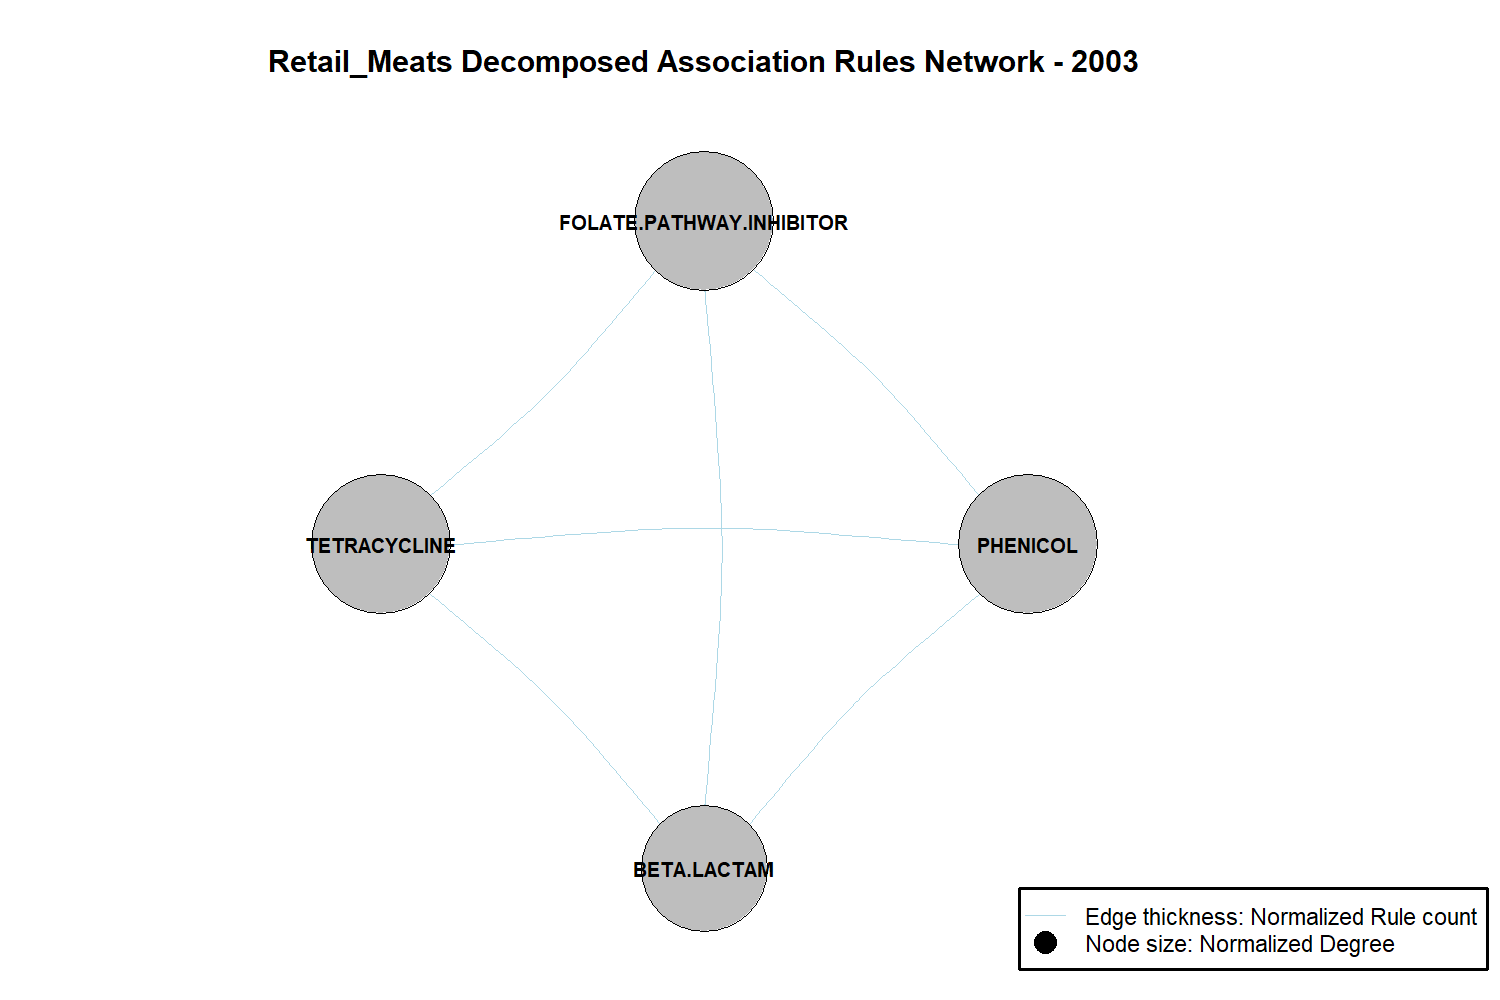 Retail_Meats Decomposed Association Rules Network - 2003
FOLATE.PATHWAY.INHIBITOR
TETRACYCLINE
PHENICOL
BETA.LACTAM
Edge thickness: Normalized Rule count
Node size: Normalized Degree